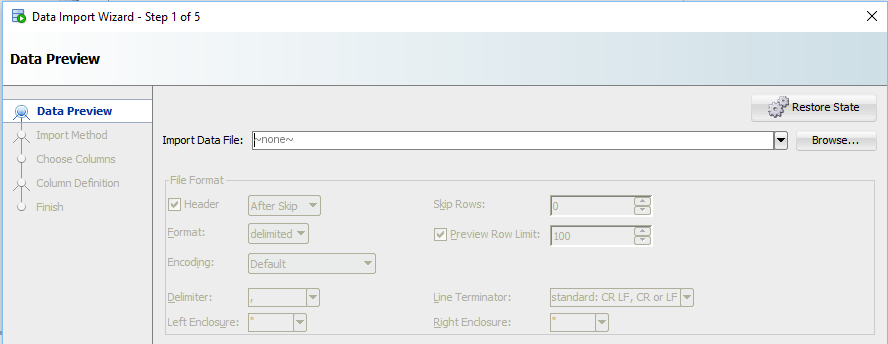 Data Import Wizard - Step 1 of 5
Data Preview
Data Preview
Import Method
Choose Columns
Column Definition
Finish
Restore State
Import Data File: ~none~ Browse...
File Format
Header After Skip Skip Rows: 0
Format: delimited Preview Row Limit: 100
Encoding: Default
Delimiter: , Line Terminator: standard: CR LF, CR or LF
Left Enclosure: " Right Enclosure: "